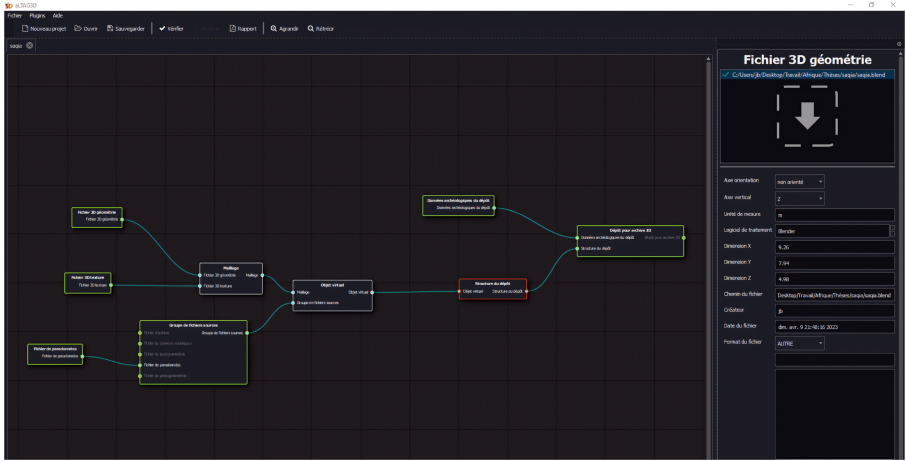 aLTAG3D
Fichier Plugins Aide
Nouveau projet Ouvrir Sauvegarder Vérifier Rapport Agrandir Rétrécir
saqia
Fichier 3D géométrie
C:/Users/jb/Desktop/Travail/Afrique/Thèses/saqia/saqia.blend
Axe orientation non orienté
Axe vertical Z
Unité de mesure m
Logiciel de traitement Blender
Dimension X 9.26
Dimension Y 7.94
Dimension Z 4.98
Chemin du fichier Desktop/Travail/Afrique/Thèses/saqia/saqia.blend
Créateur jb
Date du fichier dim. avr. 9 21:48:16 2023
Format du fichier AUTRE
Données archéologiques du dépôt
Données archéologiques du dépôt
Fichier 3D géométrie
Fichier 3D géométrie
Dépôt pour archive 3D
Données archéologiques du dépôt
Structure du dépôt
Maillage
Fichier 3D géométrie Maillage
Fichier 3D texture
Fichier 3D texture
Fichier 3D texture
Objet virtuel
Maillage Objet virtuel
Groupe de fichiers sources
Structure du dépôt
Objet virtuel Structure du dépôt
Groupe de fichiers sources
Groupe de fichiers sources
Fichier de paradonnées
Fichier de paradonnées
Fichier de paradonnées